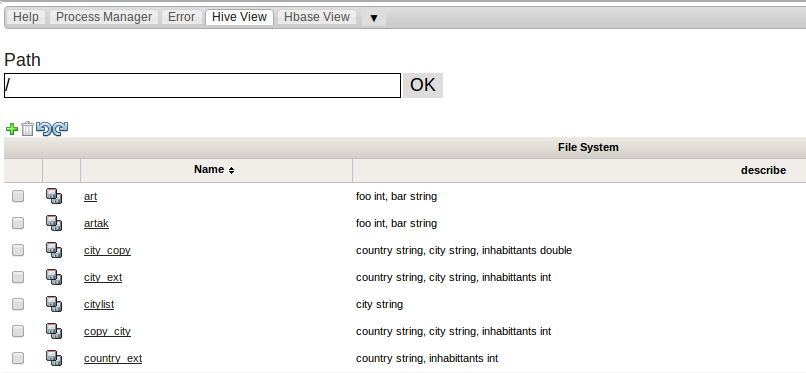 Help Process Manager Error Hive View Hbase View ▼
Path
/ OK
File System
Name describe
art foo int, bar string
artak foo int, bar string
city_copy country string, city string, inhabittants double
city_ext country string, city string, inhabittants int
citylist city string
copy_city country string, city string, inhabittants int
country_ext country string, inhabittants int